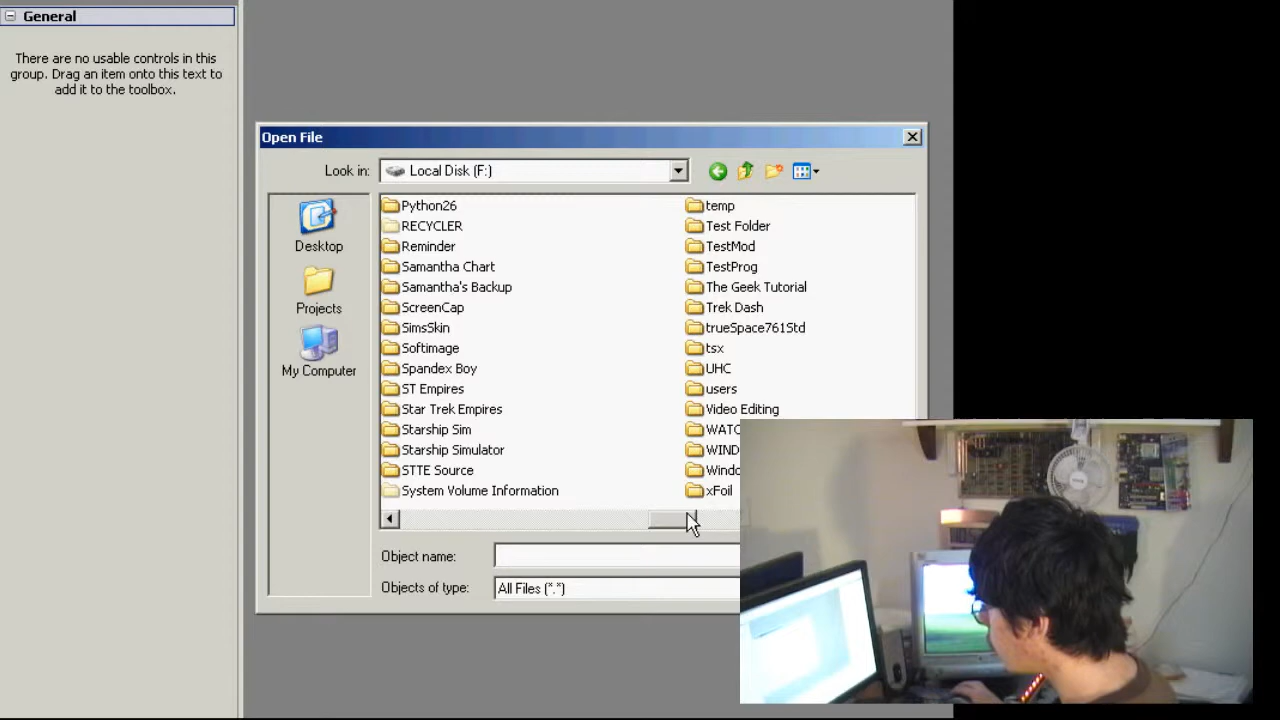 General
There are no usable controls in this
group. Drag an item onto this text to
add it to the toolbox.
Open File
Look in:
Local Disk (F:)
Desktop
Projects
My Computer
Python26
RECYCLER
Reminder
Samantha Chart
Samantha's Backup
ScreenCap
SimsSkin
Softimage
Spandex Boy
ST Empires
Star Trek Empires
Starship Sim
Starship Simulator
STTE Source
System Volume Information
temp
Test Folder
TestMod
TestProg
The Geek Tutorial
Trek Dash
trueSpace761Std
tsx
UHC
users
Video Editing
WATC
WIND
Windo
xFoil
Object name:
Objects of type:
All Files (*.*)